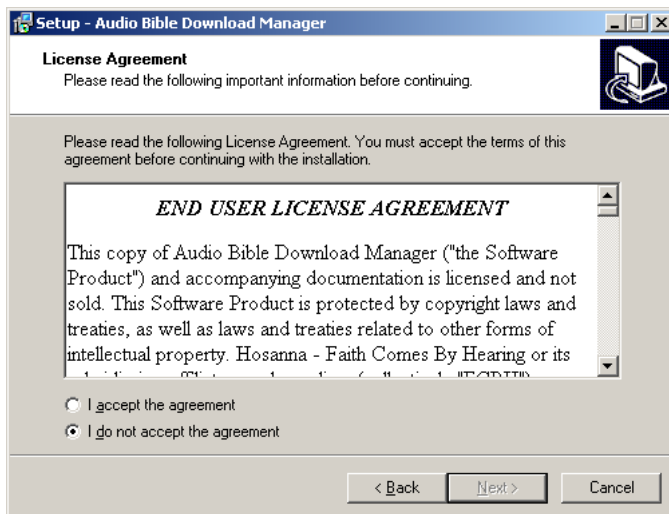 Setup - Audio Bible Download Manager
License Agreement
Please read the following important information before continuing.
Please read the following License Agreement. You must accept the terms of this
agreement before continuing with the installation.
END USER LICENSE AGREEMENT
This copy of Audio Bible Download Manager ("the Software
Product") and accompanying documentation is licensed and not
sold. This Software Product is protected by copyright laws and
treaties, as well as laws and treaties related to other forms of
intellectual property. Hosanna - Faith Comes By Hearing or its
I accept the agreement
I do not accept the agreement
< Back
Next >
Cancel